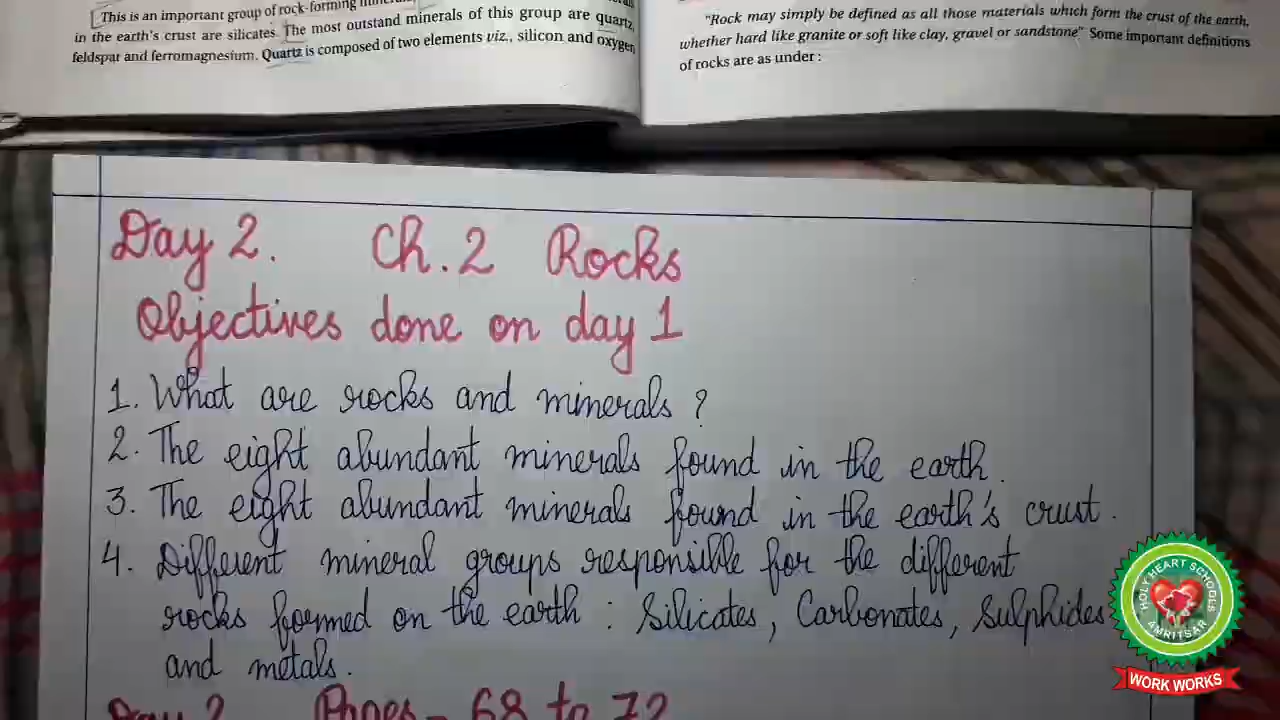 This is an important group of rock-forming
in the earth's crust are silicates. The most outstand minerals of this group are quartz,
feldspar and ferromagnesium. Quartz is composed of two elements viz., silicon and oxygen
"Rock may simply be defined as all those materials which form the crust of the earth,
whether hard like granite or soft like clay, gravel or sandstone" Some important definitions
of rocks are as under :
Day 2. Ch. 2 Rocks
Objectives done on day 1
1. What are rocks and minerals ?
2. The eight abundant minerals found in the earth.
3. The eight abundant minerals found in the earth's crust.
4. Different mineral groups responsible for the different
rocks formed on the earth : Silicates, Carbonates, Sulphides
and metals.
Day 2 Pages - 68 to 72
HOLY HEART SCHOOLS
AMRITSAR
WORK WORKS